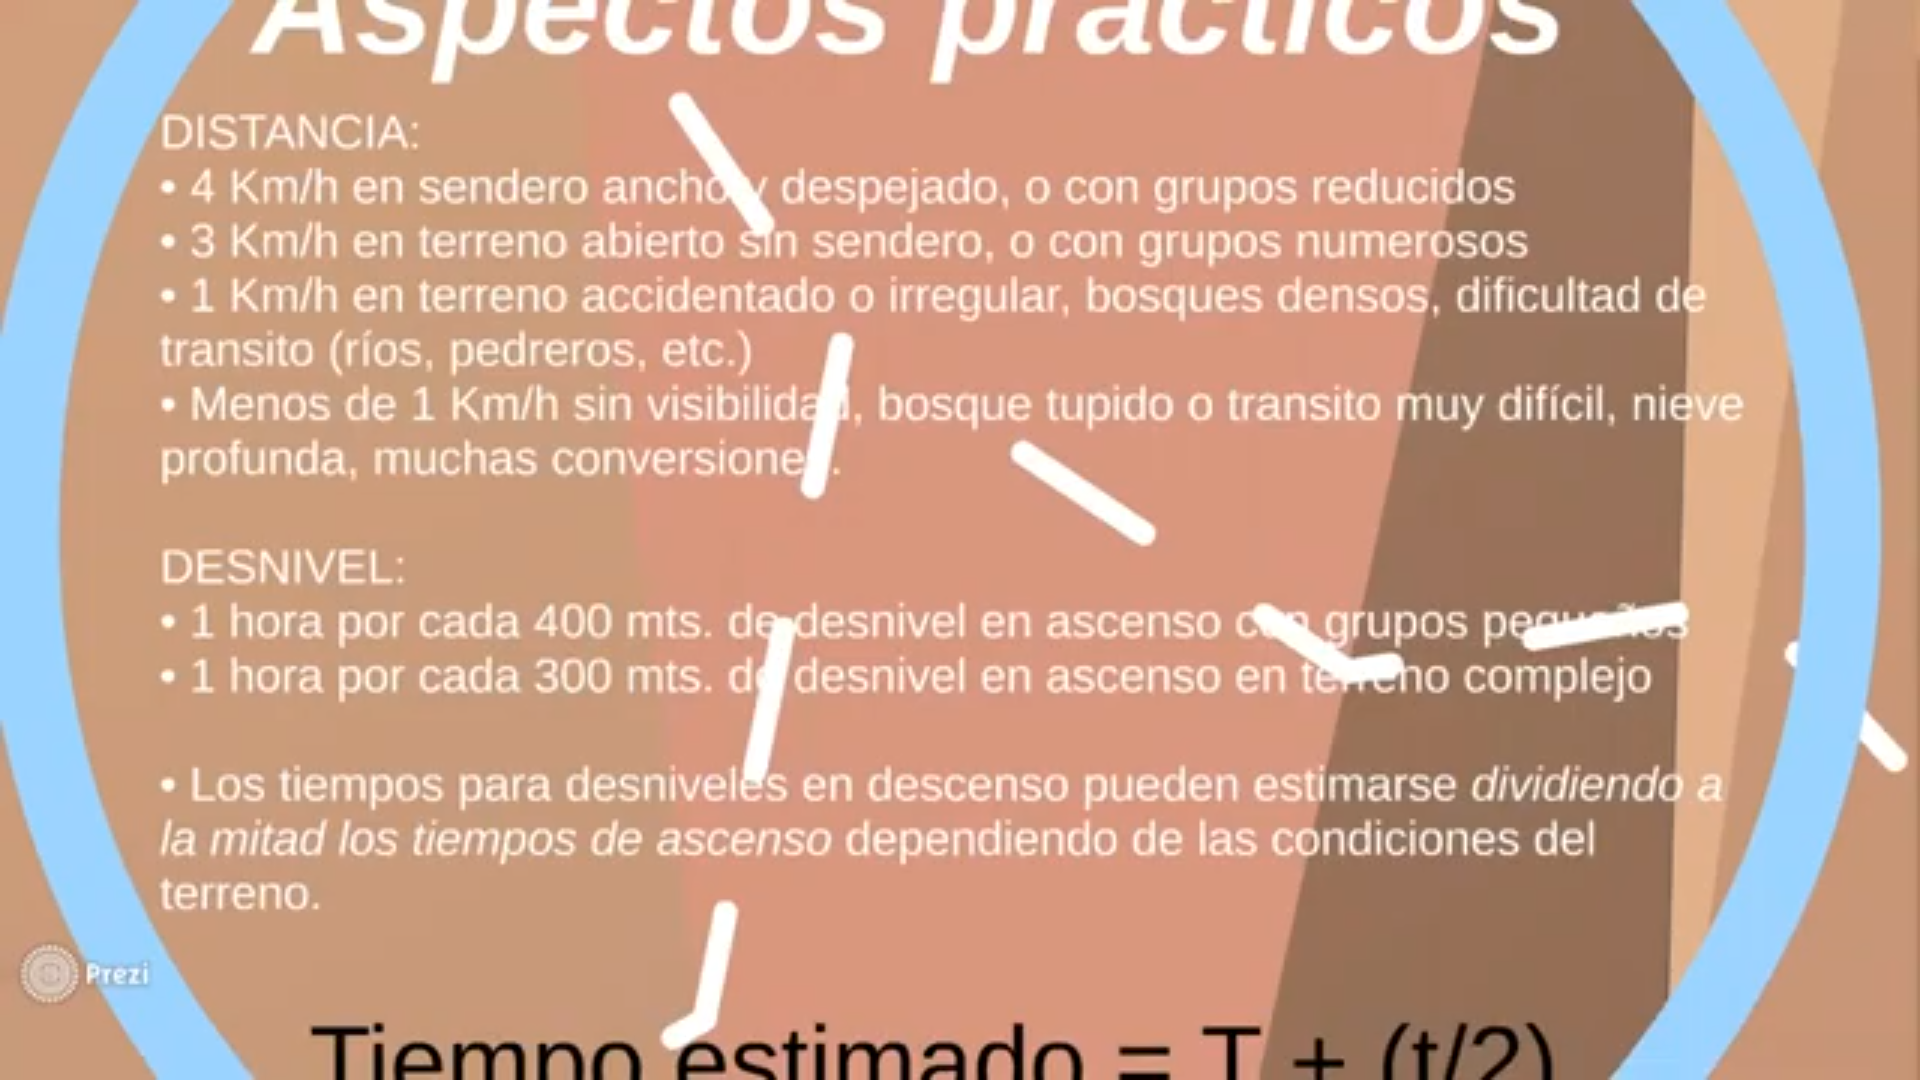 Aspectos prácticos
DISTANCIA:
• 4 Km/h en sendero ancho y despejado, o con grupos reducidos
• 3 Km/h en terreno abierto sin sendero, o con grupos numerosos
• 1 Km/h en terreno accidentado o irregular, bosques densos, dificultad de
transito (ríos, pedreros, etc.)
• Menos de 1 Km/h sin visibilidad, bosque tupido o transito muy difícil, nieve
profunda, muchas conversiones.
DESNIVEL:
• 1 hora por cada 400 mts. de desnivel en ascenso con grupos pequeños
• 1 hora por cada 300 mts. de desnivel en ascenso en terreno complejo
• Los tiempos para desniveles en descenso pueden estimarse dividiendo a
la mitad los tiempos de ascenso dependiendo de las condiciones del
terreno.
Prezi
Tiempo estimado = T + (t/2)